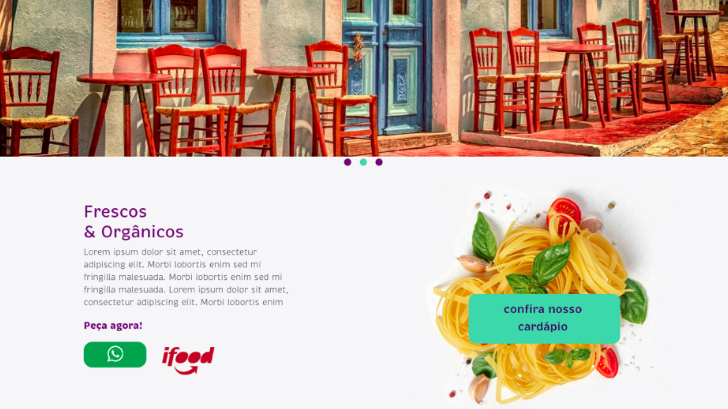 Frescos
& Orgânicos
Lorem ipsum dolor sit amet, consectetur
adipiscing elit. Morbi lobortis enim sed mi
fringilla malesuada. Morbi lobortis enim sed mi
fringilla malesuada. Lorem ipsum dolor sit amet,
consectetur adipiscing elit. Morbi lobortis enim
Peça agora!
ifood
confira nosso
cardápio